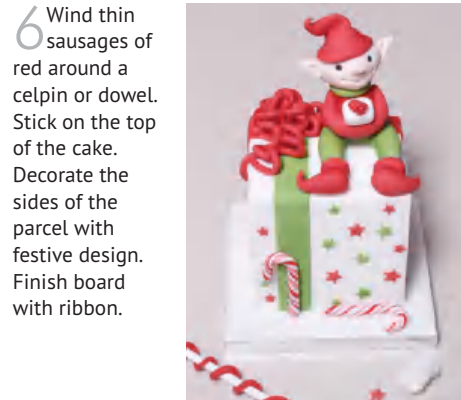 6 Wind thin
sausages of
red around a
celpin or dowel.
Stick on the top
of the cake.
Decorate the
sides of the
parcel with
festive design.
Finish board
with ribbon.